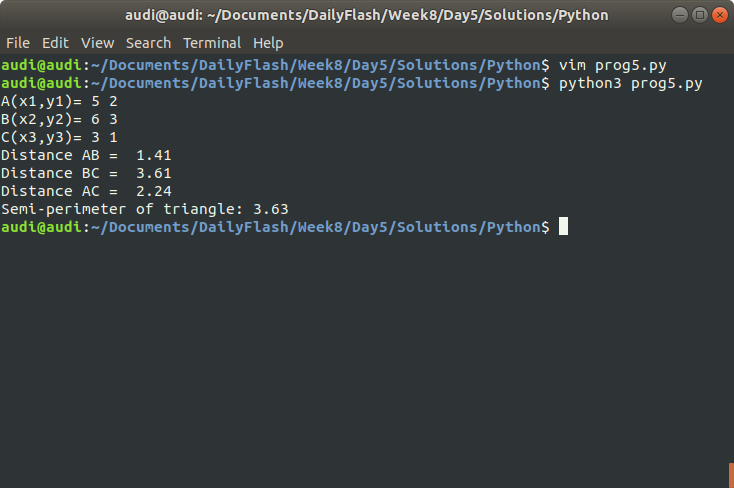 audi@audi: ~/Documents/DailyFlash/Week8/Day5/Solutions/Python
File Edit View Search Terminal Help
audi@audi:~/Documents/DailyFlash/Week8/Day5/Solutions/Python$ vim prog5.py
audi@audi:~/Documents/DailyFlash/Week8/Day5/Solutions/Python$ python3 prog5.py
A(x1,y1)= 5 2
B(x2,y2)= 6 3
C(x3,y3)= 3 1
Distance AB =  1.41
Distance BC =  3.61
Distance AC =  2.24
Semi-perimeter of triangle: 3.63
audi@audi:~/Documents/DailyFlash/Week8/Day5/Solutions/Python$